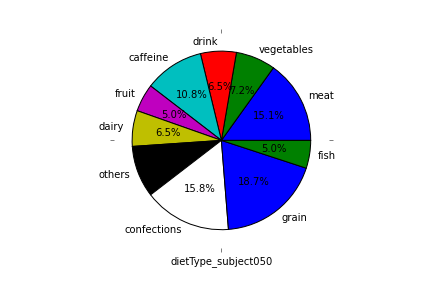 drink
vegetables
caffeine
meat
6.5%
7.2%
10.8%
fruit
5.0%
15.1%
dairy
6.5%
5.0%
fish
others
18.7%
15.8%
grain
confections
dietType_subject050